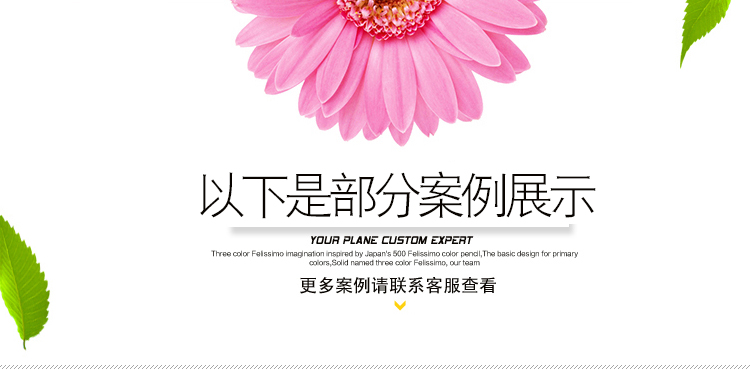 以下是部分案例展示
YOUR PLANE CUSTOM EXPERT
Three color Felissimo imagination inspired by Japan's 500 Felissimo color pencil,The basic design for primary
colors,Solid named three color Felissimo, our team
更多案例请联系客服查看